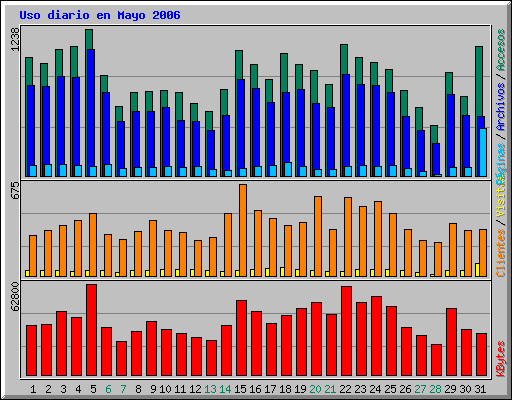 Uso diario en Mayo 2006
1238
675
62800
Páginas / Archivos / Accesos
Clientes / Visitas
KBytes
1 2 3 4 5 6 7 8 9 10 11 12 13 14 15 16 17 18 19 20 21 22 23 24 25 26 27 28 29 30 31